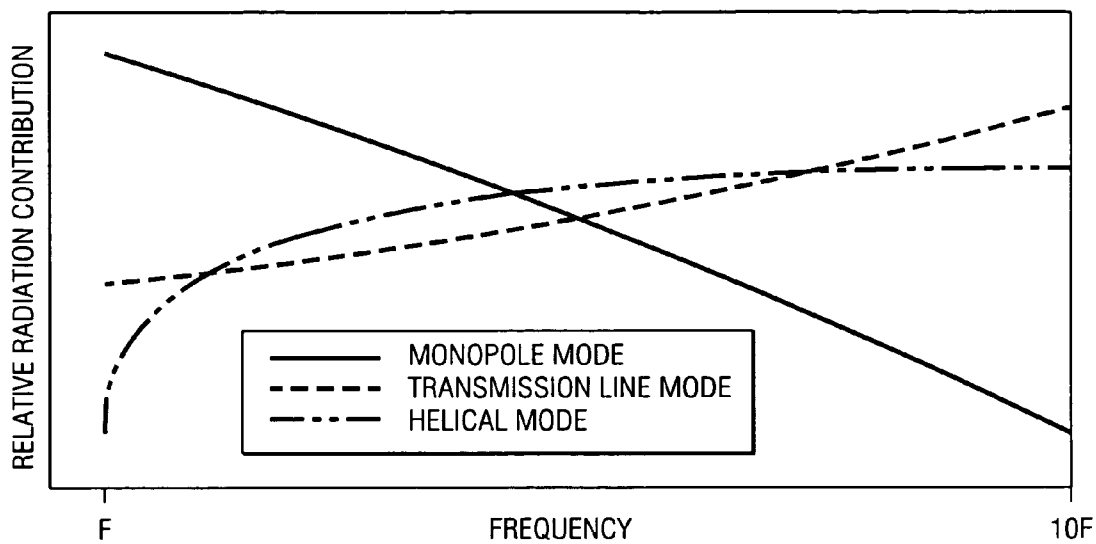 RELATIVE RADIATION CONTRIBUTION
MONOPOLE MODE
TRANSMISSION LINE MODE
HELICAL MODE
F
FREQUENCY
10F